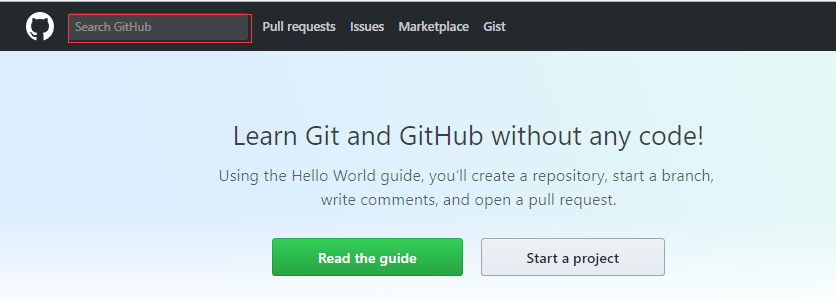 Search GitHub Pull requests Issues Marketplace Gist
Learn Git and GitHub without any code!
Using the Hello World guide, you’ll create a repository, start a branch,
write comments, and open a pull request.
Read the guide Start a project